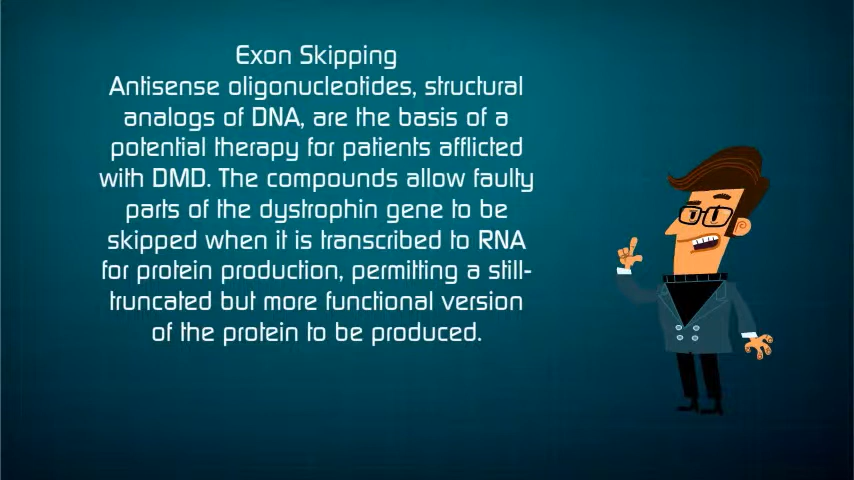 Exon Skipping
Antisense oligonucleotides, structural
analogs of DNA, are the basis of a
potential therapy for patients afflicted
with DMD. The compounds allow faulty
parts of the dystrophin gene to be
skipped when it is transcribed to RNA
for protein production, permitting a still-
truncated but more functional version
of the protein to be produced.